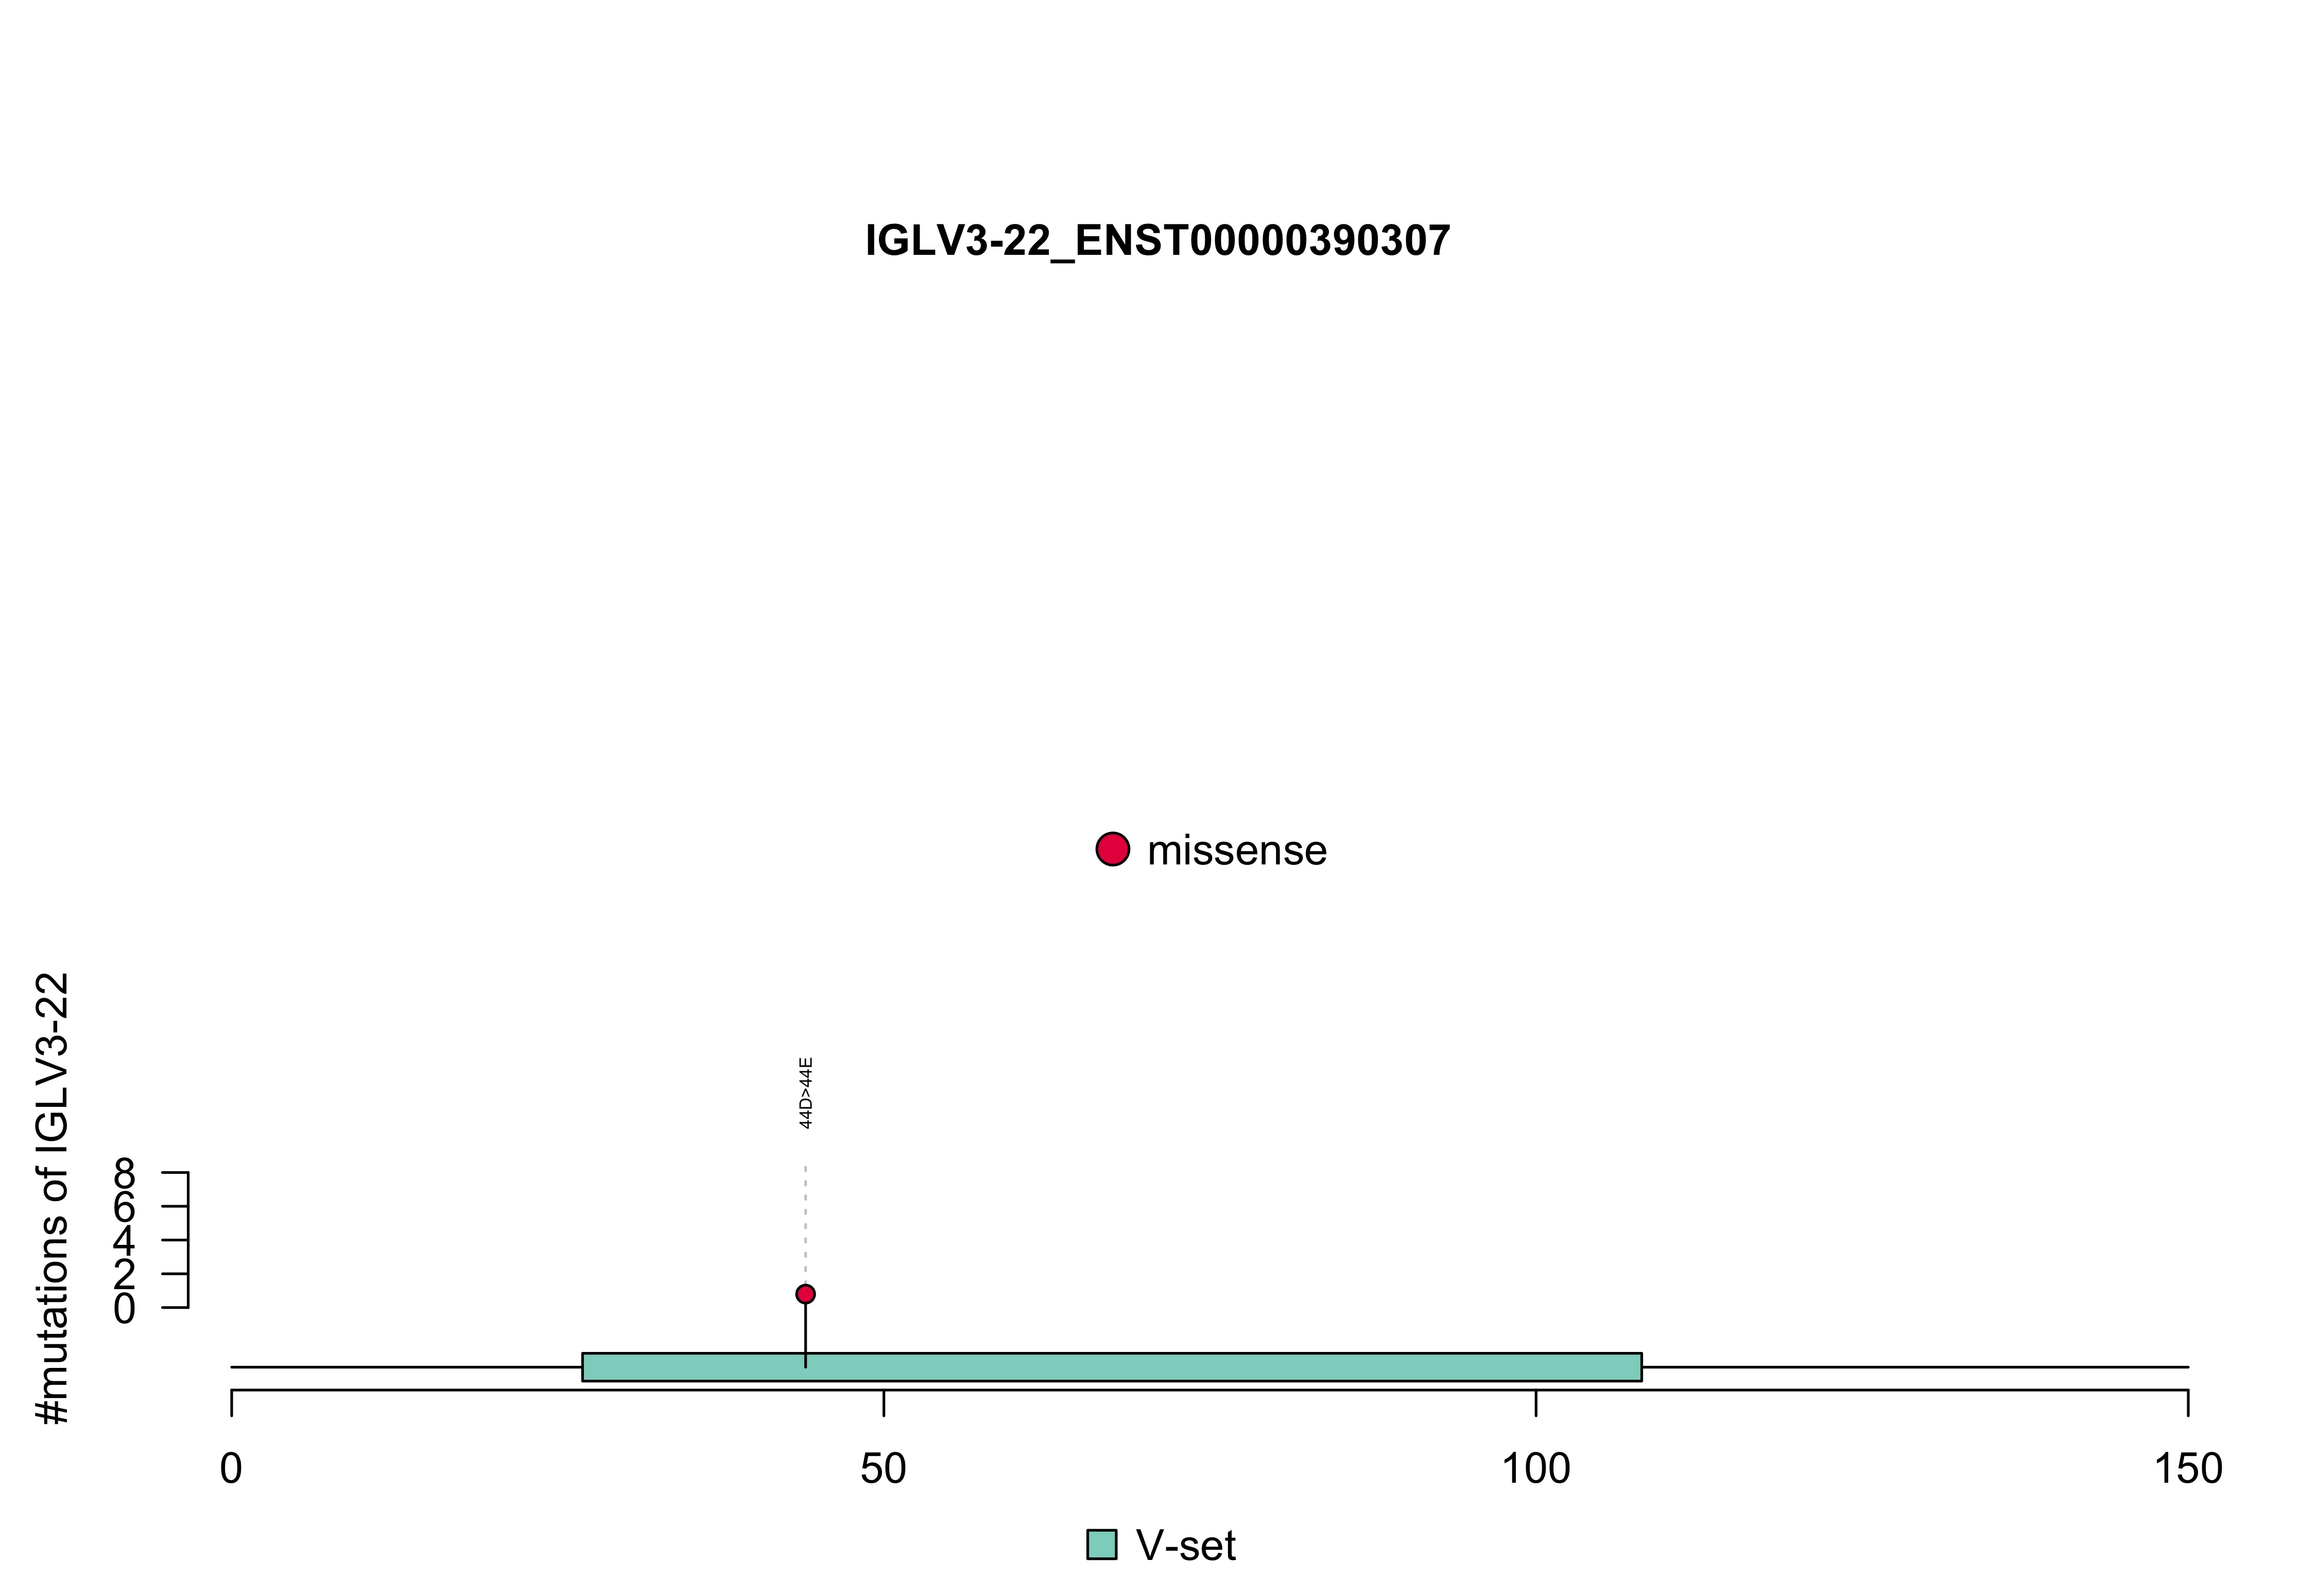 IGLV3-22_ENST00000390307
missense
#mutations of IGLV3-22
44D>44E
8
6
4
2
0
0 50 100 150
V-set